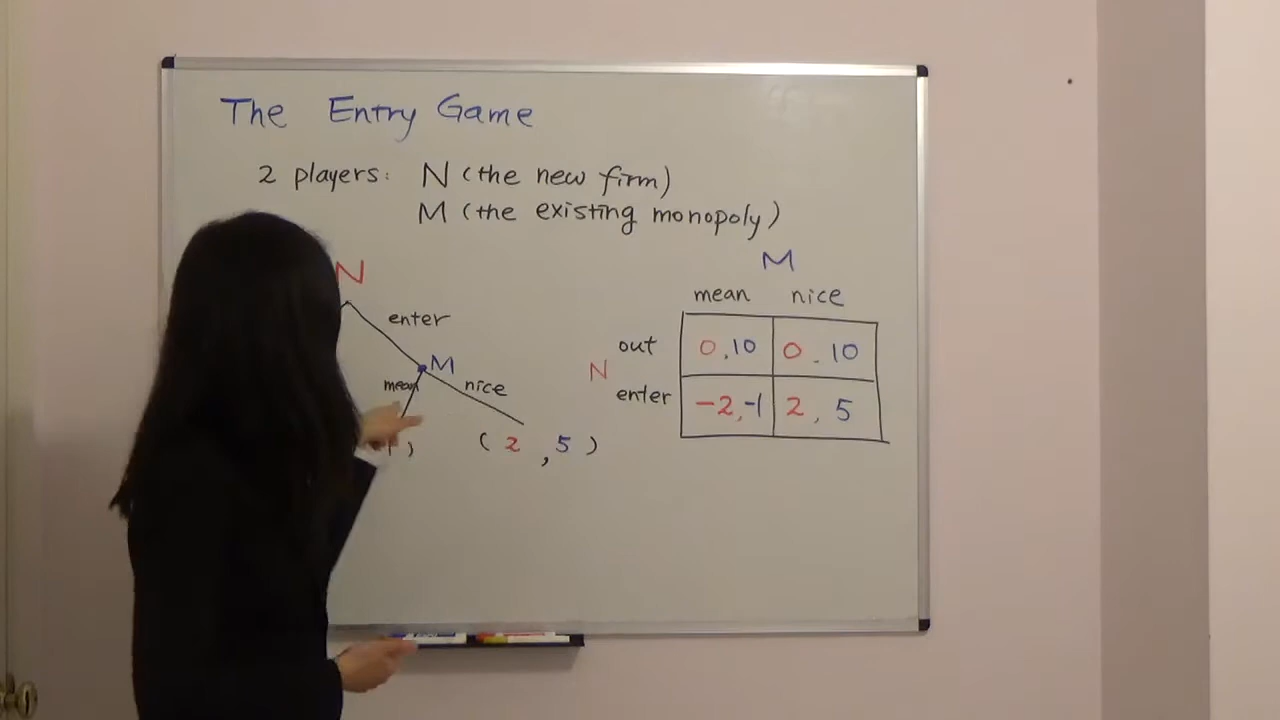 The Entry Game
2 players: N (the new firm)
M (the existing monopoly)
N
enter
M
mean
nice
)
( 2 , 5 )
M
mean nice
out 0 , 10 0 . 10
N
enter -2, -1 2 , 5